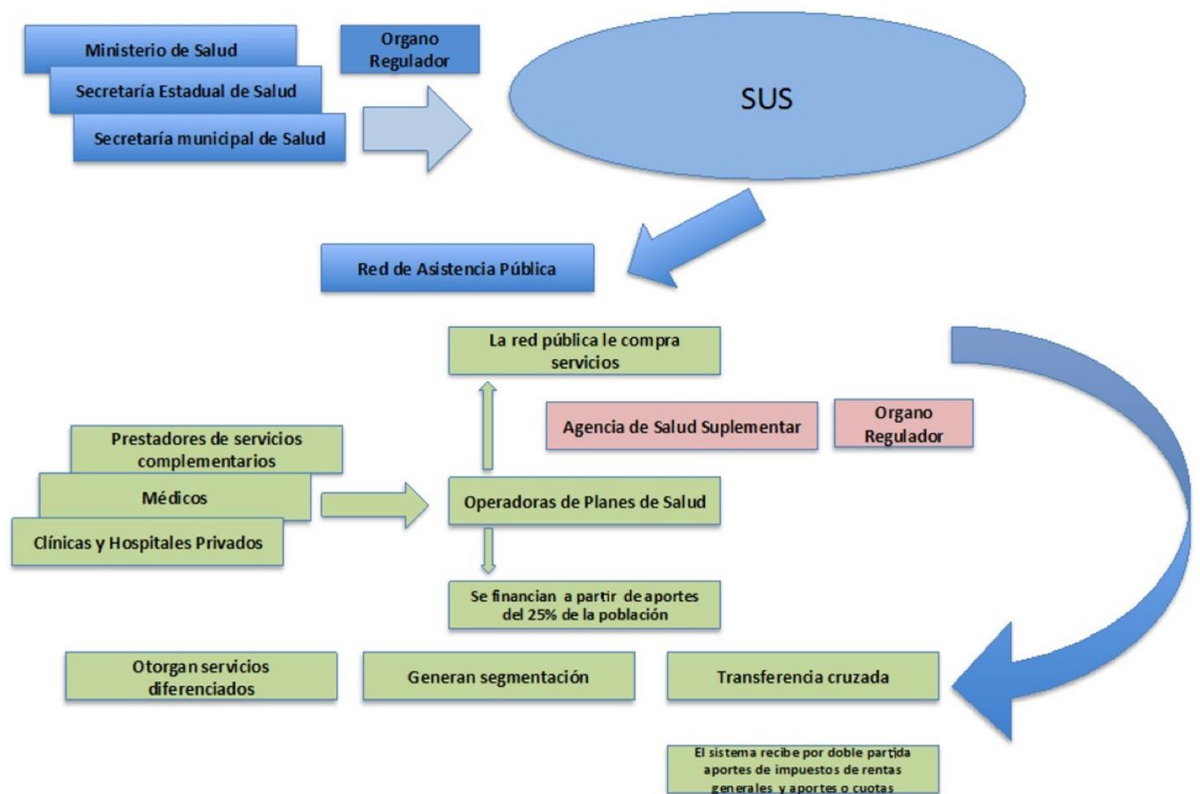 Ministerio de Salud
Organo
Regulador
Secretaría Estadual de Salud
SUS
Secretaría municipal de Salud
Red de Asistencia Pública
La red pública le compra
servicios
Agencia de Salud Suplementar
Organo
Regulador
Prestadores de servicios
complementarios
Médicos
Operadoras de Planes de Salud
Clínicas y Hospitales Privados
Se financian a partir de aportes
del 25% de la población
Otorgan servicios
diferenciados
Generan segmentación
Transferencia cruzada
El sistema recibe por doble partida
aportes de impuestos de rentas
generales y aportes o cuotas